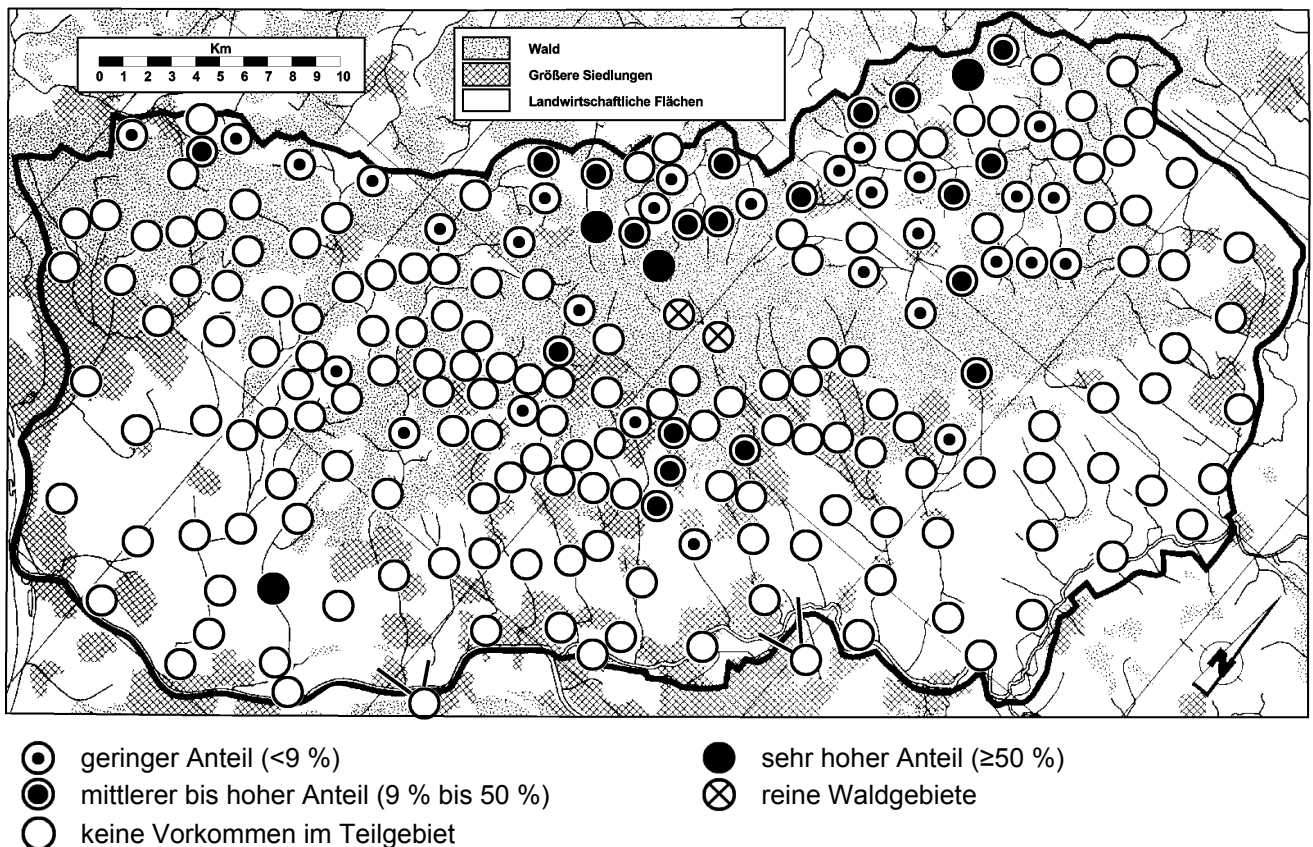 Km
0 1 2 3 4 5 6 7 8 9 10
Wald
Größere Siedlungen
Landwirtschaftliche Flächen
N
geringer Anteil (<9 %)
mittlerer bis hoher Anteil (9 % bis 50 %)
keine Vorkommen im Teilgebiet
sehr hoher Anteil (≥50 %)
reine Waldgebiete